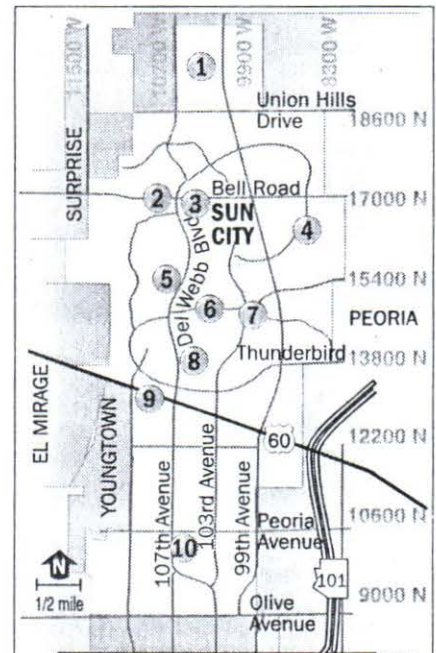 11500 W
10700 W
9900 W
8300 W
1
Union Hills
Drive
18600 N
SURPRISE
Bell Road
17000 N
2
3
SUN
CITY
4
Del Webb Blvd
15400 N
5
6
7
PEORIA
8
Thunderbird
13800 N
EL MIRAGE
YOUNGTOWN
9
60
12200 N
107th Avenue
103rd Avenue
99th Avenue
10600 N
Peoria
Avenue
10
N
1/2 mile
101
9000 N
Olive
Avenue